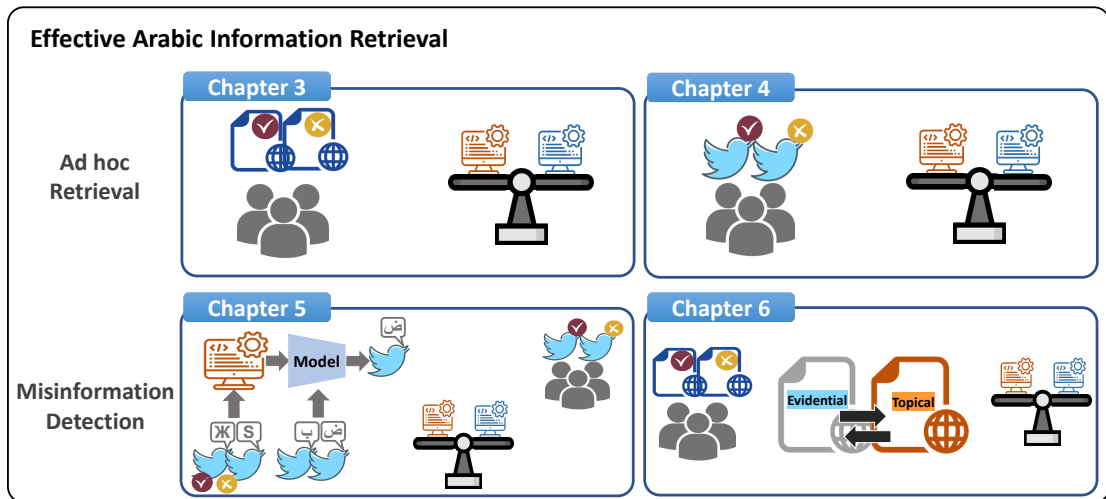 Effective Arabic Information Retrieval
Chapter 3
Chapter 4
Ad hoc
Retrieval
</>
</>
</>
</>
Chapter 5
Chapter 6
Misinformation
Detection
ض
Model
</>
Evidential
Topical
</>
</>
</>
</>
Ж
S
ب
ض